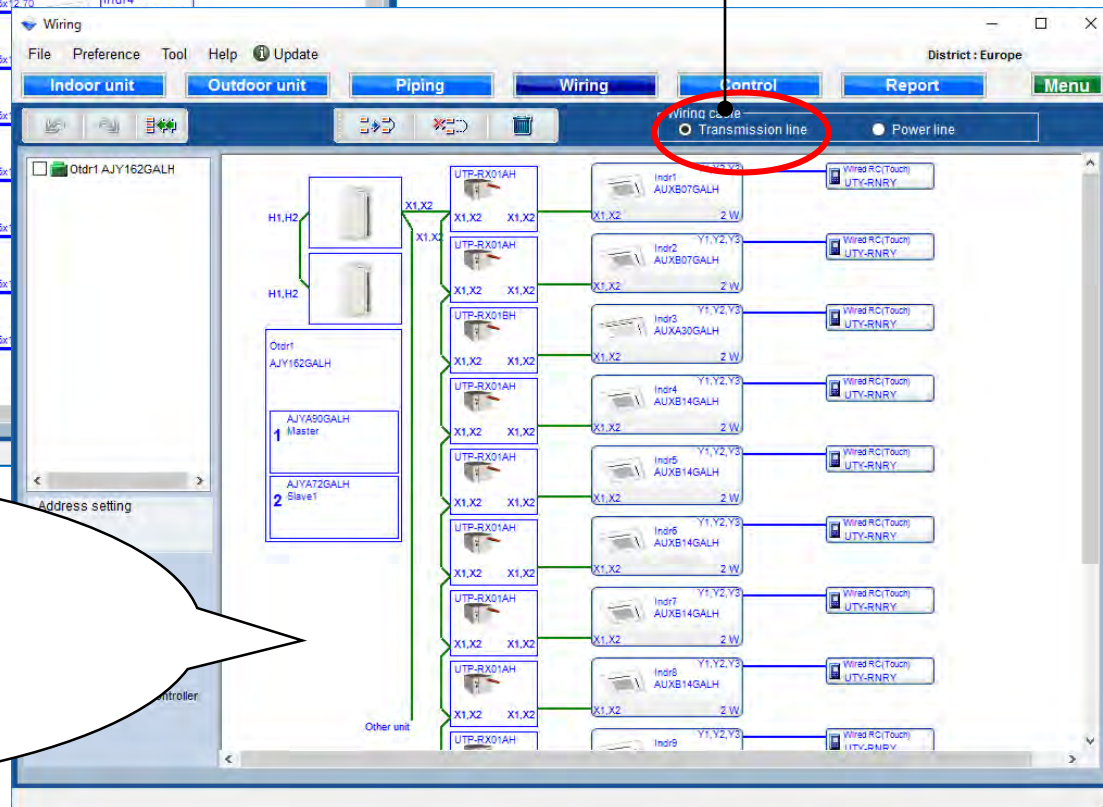 Wiring
File Preference Tool Help Update District : Europe
Indoor unit Outdoor unit Piping Wiring Control Report Menu
Wiring cable
Transmission line Power line
Otdr1 AJY162GALH
Address setting
H1,H2
X1,X2
X1,X2
H1,H2
Otdr1
AJY162GALH
AJYA90GALH
1 Master
AJYA72GALH
2 Slave1
Other unit
UTP-RX01AH
X1,X2 X1,X2
Indr1
AUXB07GALH
Y1,Y2,Y3
X1,X2 2 W
Wired RC(Touch)
UTY-RNRY
UTP-RX01AH
X1,X2 X1,X2
Indr2
AUXB07GALH
Y1,Y2,Y3
X1,X2 2 W
Wired RC(Touch)
UTY-RNRY
UTP-RX01BH
X1,X2 X1,X2
Indr3
AUXA30GALH
Y1,Y2,Y3
X1,X2 2 W
Wired RC(Touch)
UTY-RNRY
UTP-RX01AH
X1,X2 X1,X2
Indr4
AUXB14GALH
Y1,Y2,Y3
X1,X2 2 W
Wired RC(Touch)
UTY-RNRY
UTP-RX01AH
X1,X2 X1,X2
Indr5
AUXB14GALH
Y1,Y2,Y3
X1,X2 2 W
Wired RC(Touch)
UTY-RNRY
UTP-RX01AH
X1,X2 X1,X2
Indr6
AUXB14GALH
Y1,Y2,Y3
X1,X2 2 W
Wired RC(Touch)
UTY-RNRY
UTP-RX01AH
X1,X2 X1,X2
Indr7
AUXB14GALH
Y1,Y2,Y3
X1,X2 2 W
Wired RC(Touch)
UTY-RNRY
UTP-RX01AH
X1,X2 X1,X2
Indr8
AUXB14GALH
Y1,Y2,Y3
X1,X2 2 W
Wired RC(Touch)
UTY-RNRY
UTP-RX01AH
Indr9
Y1,Y2,Y3
Wired RC(Touch)
UTY-RNRY